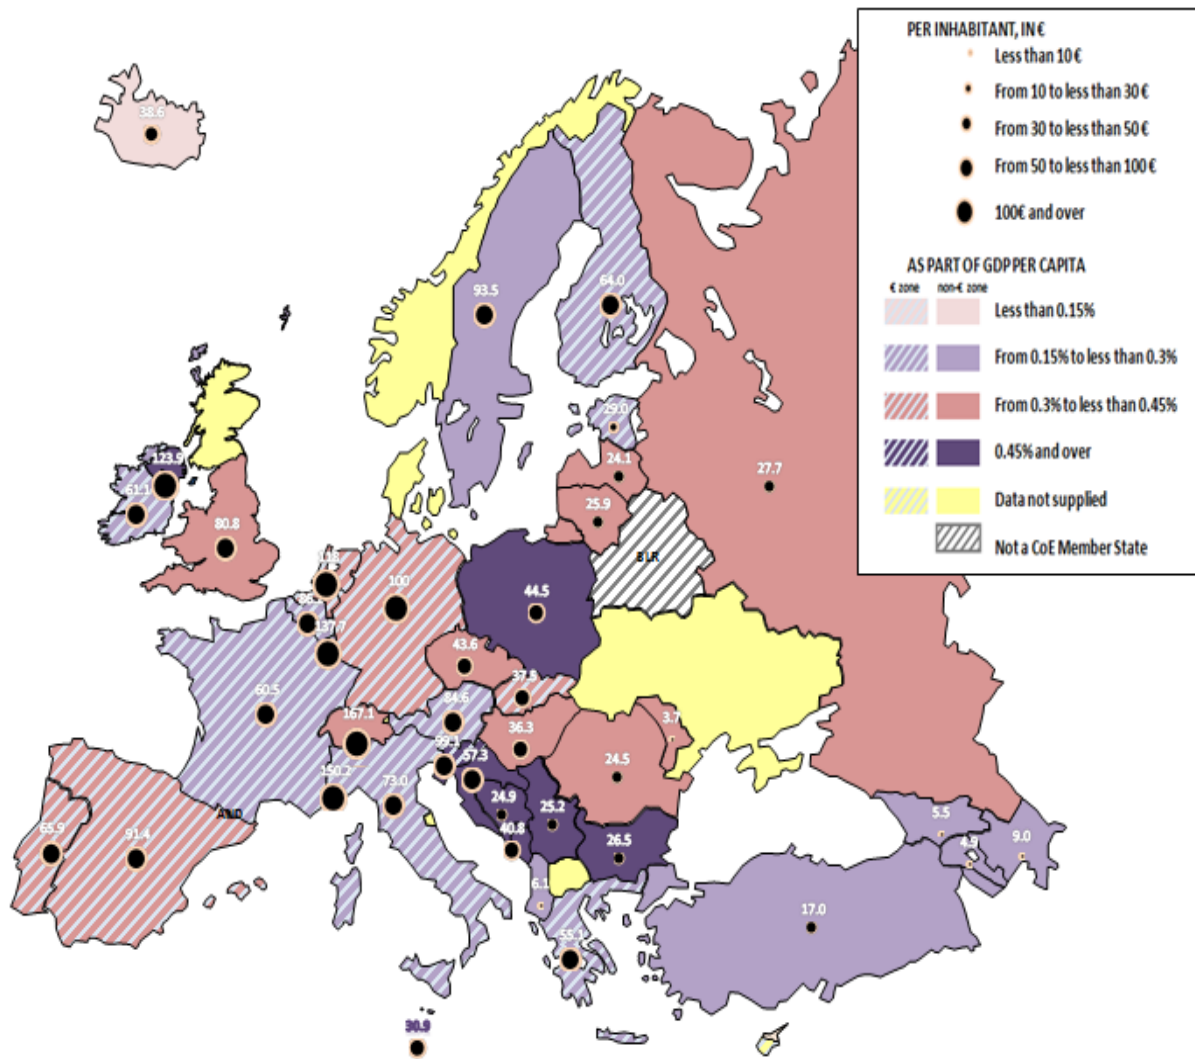 PER INHABITANT, IN €
Less than 10 €
From 10 to less than 30 €
From 30 to less than 50 €
From 50 to less than 100 €
100€ and over
AS PART OF GDP PER CAPITA
€ zone non-€ zone
Less than 0.15%
From 0.15% to less than 0.3%
From 0.3% to less than 0.45%
0.45% and over
Data not supplied
Not a CoE Member State
38.6
93.5
64.0
29.0
123.9
24.1
27.7
61.1
25.9
80.8
BLR
100
44.5
137.7
43.6
60.5
37.5
84.6
167.1
3.7
36.3
99.1
57.3
150.2
73.0
24.5
24.9
25.2
AND
5.5
65.9
91.4
40.8
26.5
4.9
9.0
6.1
17.0
55.1
30.9